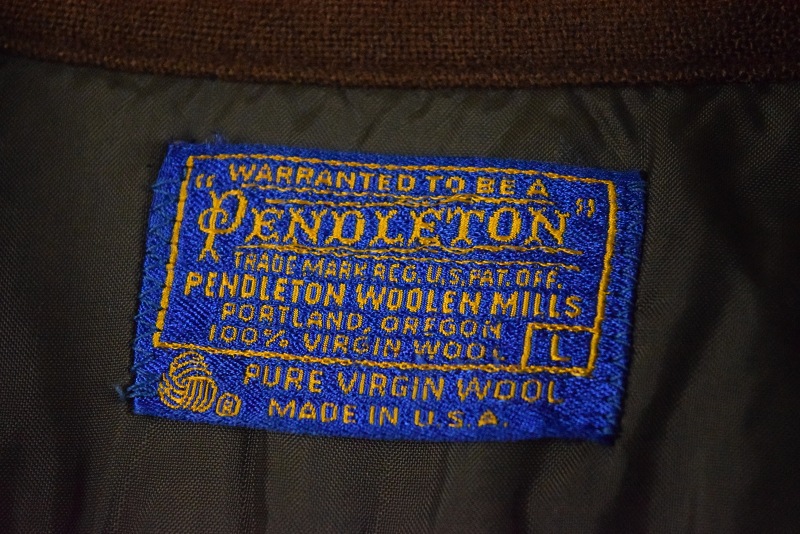 WARRANTED TO BE A
"PENDLETON"
TRADE MARK REG. U.S. PAT. OFF.
PENDLETON WOOLEN MILLS
PORTLAND, OREGON
100% VIRGIN WOOL L
PURE VIRGIN WOOL
® MADE IN U.S.A.